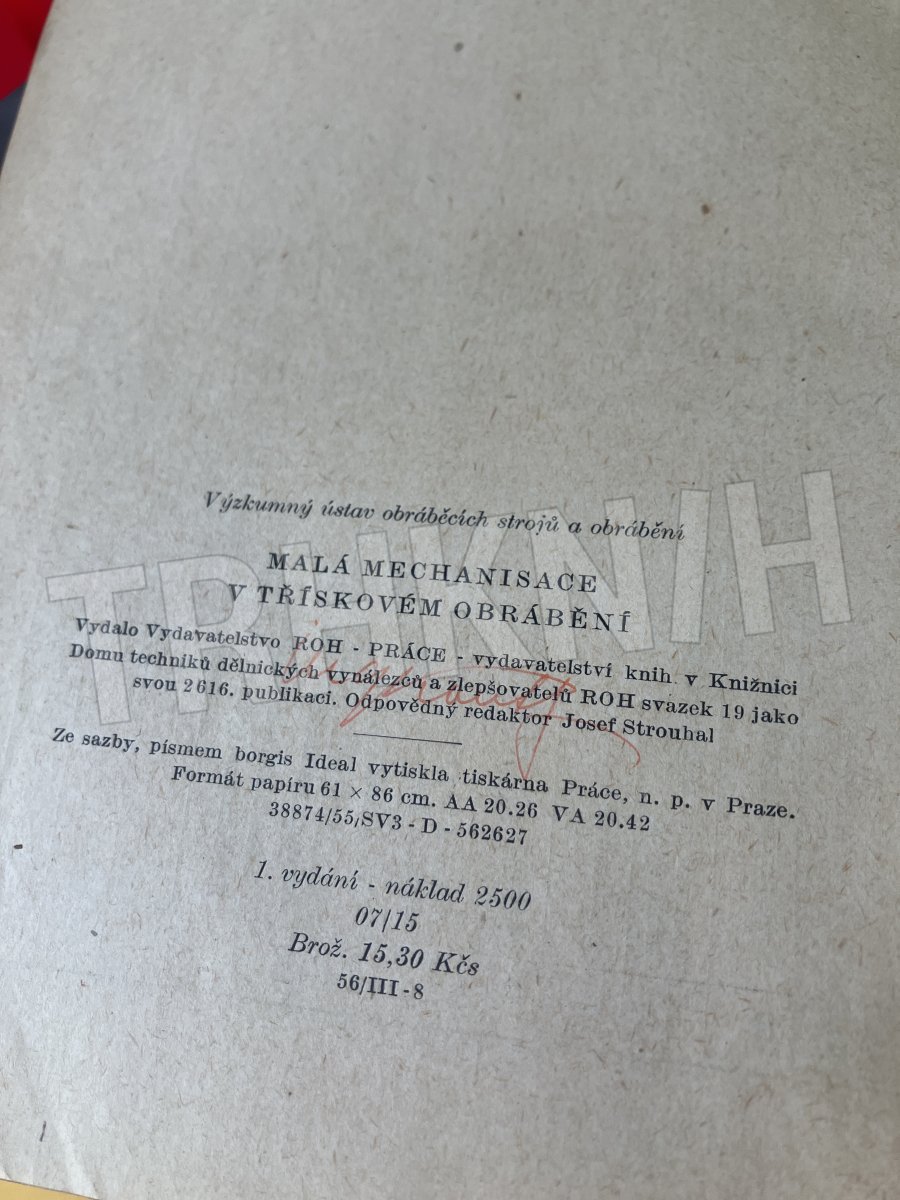 Výzkumný ústav obráběcích strojů a obrábění
MALÁ MECHANISACE
V TŘÍSKOVÉM OBRÁBĚNÍ
Vydalo Vydavatelstvo ROH - PRÁCE - vydavatelství knih v Knižnici
Domu techniků dělnických vynálezců a zlepšovatelů ROH svazek 19 jako
svou 2616. publikaci. Odpovědný redaktor Josef Strouhal
Ze sazby, písmem borgis Ideal vytiskla tiskárna Práce, n. p. v Praze.
Formát papíru 61 × 86 cm. AA 20.26 VA 20.42
38874/55/SV3 - D - 562627
1. vydání - náklad 2500
07/15
Brož. 15,30 Kčs
56/III - 8
TRHKNIH